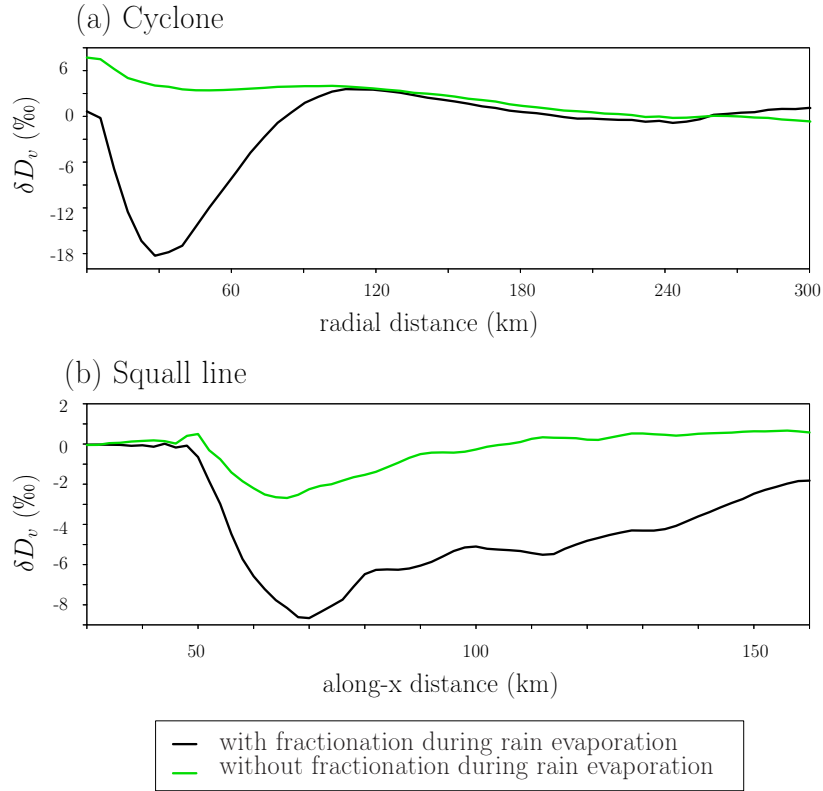 (a) Cyclone
6
0
-6
-12
-18
δD_v (‰)
60 120 180 240 300
radial distance (km)
(b) Squall line
2
0
-2
-4
-6
-8
δD_v (‰)
50 100 150
along-x distance (km)
with fractionation during rain evaporation
without fractionation during rain evaporation